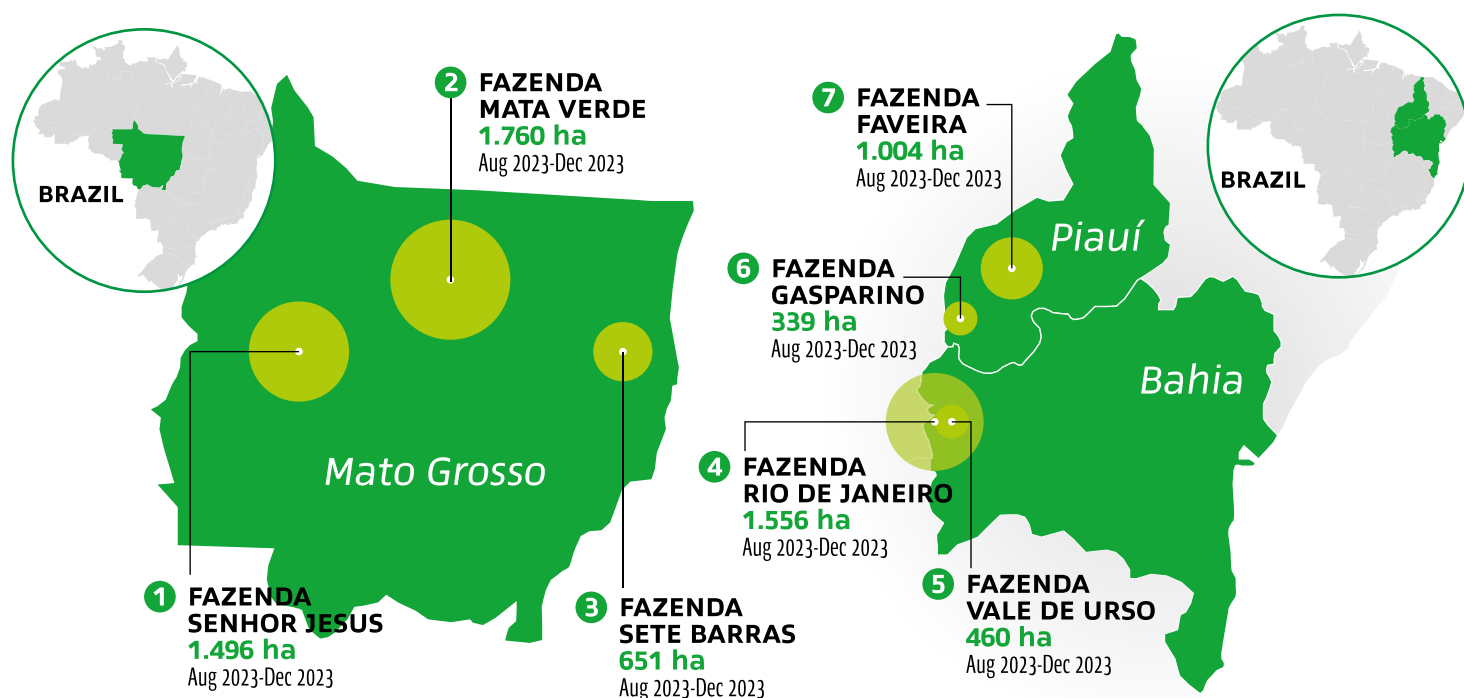 BRAZIL
2 FAZENDA
MATA VERDE
1.760 ha
Aug 2023-Dec 2023
Mato Grosso
1 FAZENDA
SENHOR JESUS
1.496 ha
Aug 2023-Dec 2023
3 FAZENDA
SETE BARRAS
651 ha
Aug 2023-Dec 2023
7 FAZENDA
FAVEIRA
1.004 ha
Aug 2023-Dec 2023
BRAZIL
Piauí
6 FAZENDA
GASPARINO
339 ha
Aug 2023-Dec 2023
Bahia
4 FAZENDA
RIO DE JANEIRO
1.556 ha
Aug 2023-Dec 2023
5 FAZENDA
VALE DE URSO
460 ha
Aug 2023-Dec 2023